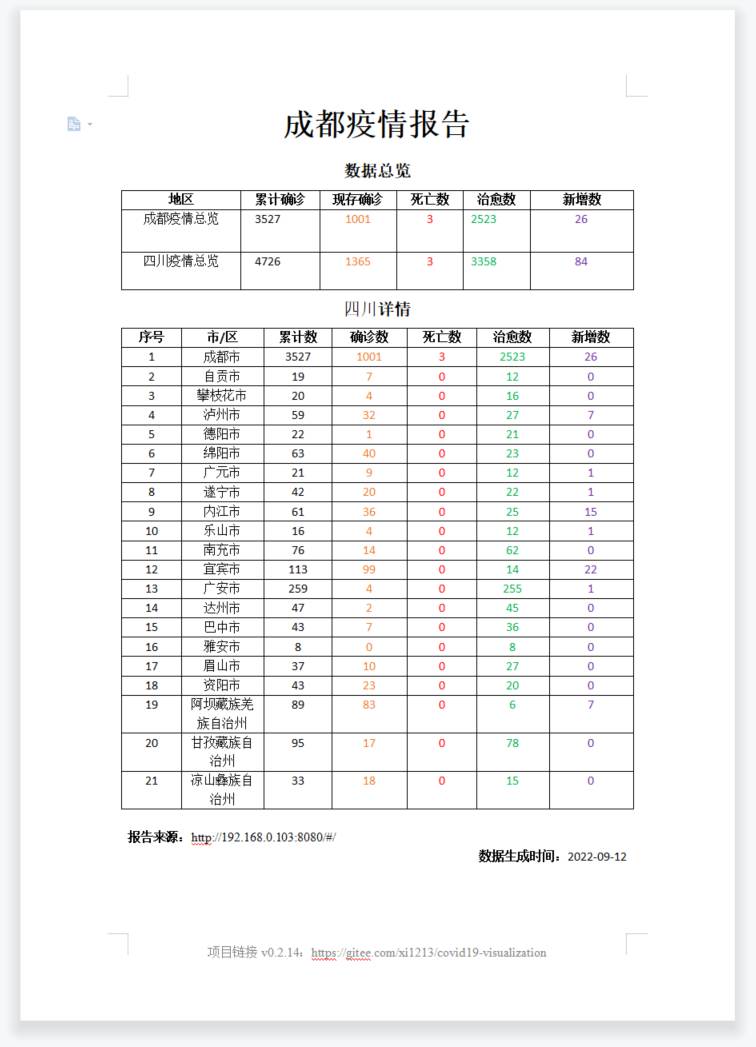 成都疫情报告
数据总览
地区 累计确诊 现存确诊 死亡数 治愈数 新增数
成都疫情总览 3527 1001 3 2523 26
四川疫情总览 4726 1365 3 3358 84
四川详情
序号 市/区 累计数 确诊数 死亡数 治愈数 新增数
1 成都市 3527 1001 3 2523 26
2 自贡市 19 7 0 12 0
3 攀枝花市 20 4 0 16 0
4 泸州市 59 32 0 27 7
5 德阳市 22 1 0 21 0
6 绵阳市 63 40 0 23 0
7 广元市 21 9 0 12 1
8 遂宁市 42 20 0 22 1
9 内江市 61 36 0 25 15
10 乐山市 16 4 0 12 1
11 南充市 76 14 0 62 0
12 宜宾市 113 99 0 14 22
13 广安市 259 4 0 255 1
14 达州市 47 2 0 45 0
15 巴中市 43 7 0 36 0
16 雅安市 8 0 0 8 0
17 眉山市 37 10 0 27 0
18 资阳市 43 23 0 20 0
19 阿坝藏族羌 89 83 0 6 7
族自治州
20 甘孜藏族自 95 17 0 78 0
治州
21 凉山彝族自 33 18 0 15 0
治州
报告来源：http://192.168.0.103:8080/#/
数据生成时间：2022-09-12
项目链接 v0.2.14：https://gitee.com/xi1213/covid19-visualization